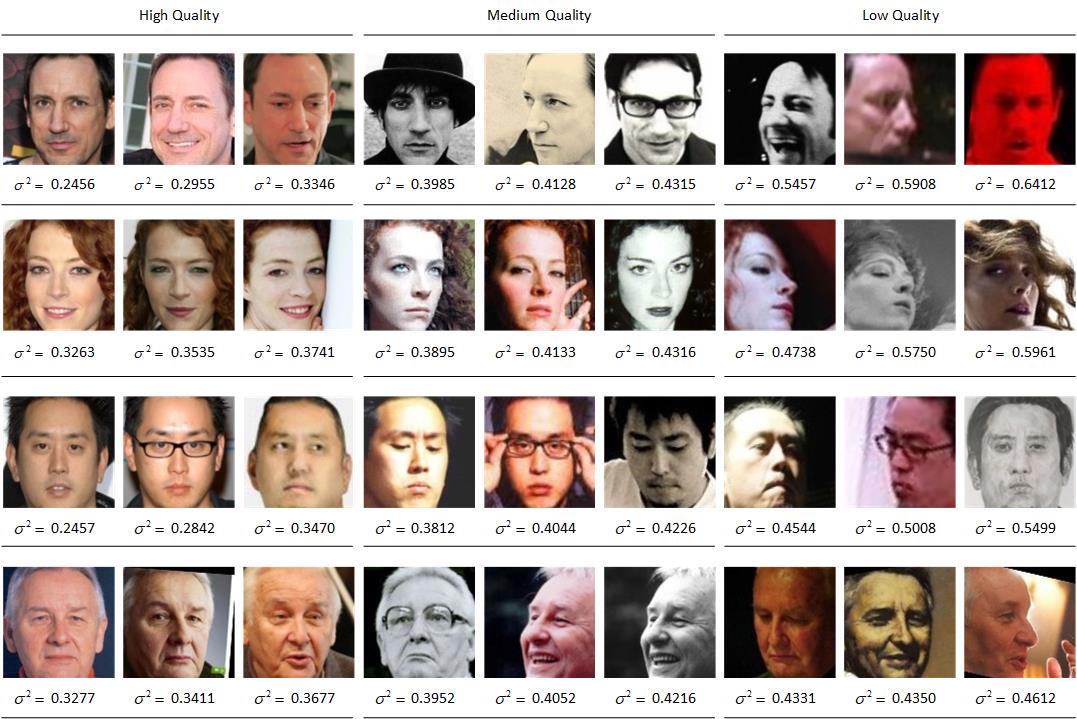 High Quality Medium Quality Low Quality
σ² = 0.2456 σ² = 0.2955 σ² = 0.3346 σ² = 0.3985 σ² = 0.4128 σ² = 0.4315 σ² = 0.5457 σ² = 0.5908 σ² = 0.6412
σ² = 0.3263 σ² = 0.3535 σ² = 0.3741 σ² = 0.3895 σ² = 0.4133 σ² = 0.4316 σ² = 0.4738 σ² = 0.5750 σ² = 0.5961
σ² = 0.2457 σ² = 0.2842 σ² = 0.3470 σ² = 0.3812 σ² = 0.4044 σ² = 0.4226 σ² = 0.4544 σ² = 0.5008 σ² = 0.5499
σ² = 0.3277 σ² = 0.3411 σ² = 0.3677 σ² = 0.3952 σ² = 0.4052 σ² = 0.4216 σ² = 0.4331 σ² = 0.4350 σ² = 0.4612